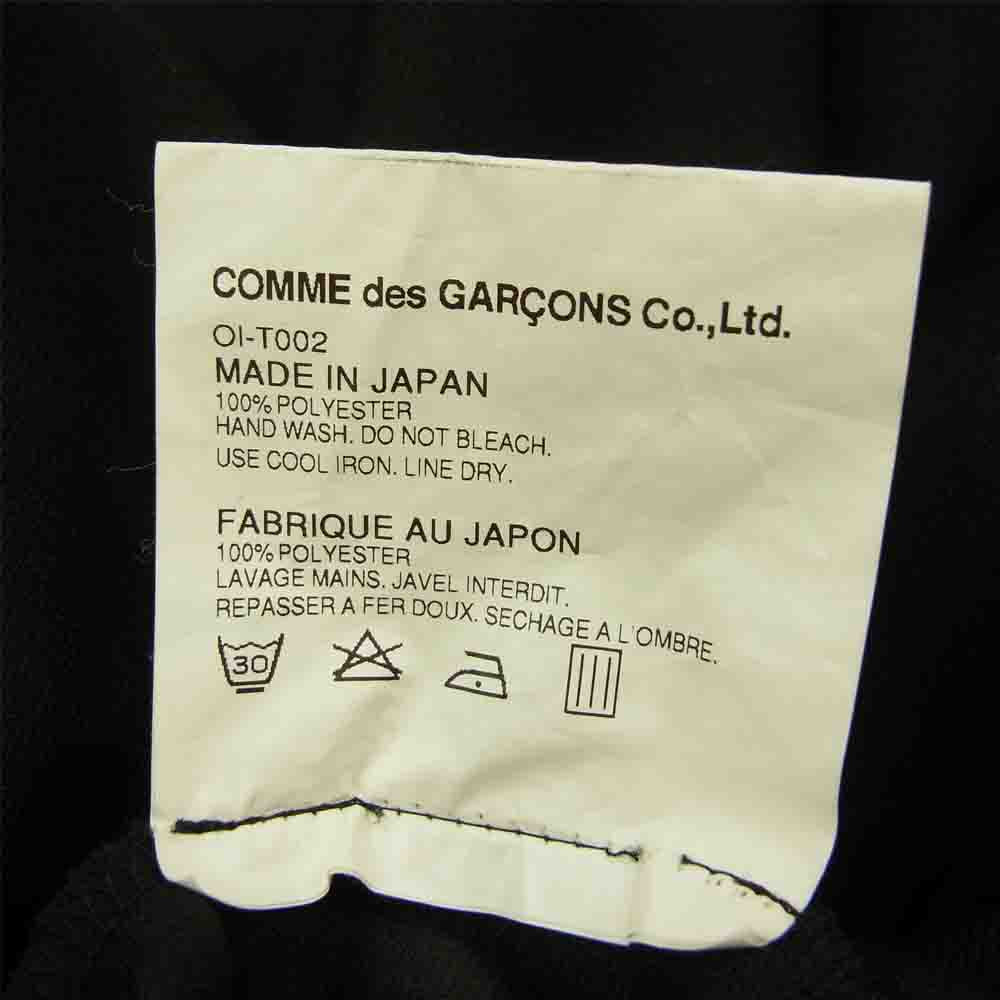 COMME des GARÇONS Co.,Ltd.
OI-T002
MADE IN JAPAN
100% POLYESTER
HAND WASH. DO NOT BLEACH.
USE COOL IRON. LINE DRY.
FABRIQUE AU JAPON
100% POLYESTER
LAVAGE MAINS. JAVEL INTERDIT.
REPASSER A FER DOUX. SECHAGE A L'OMBRE.
30